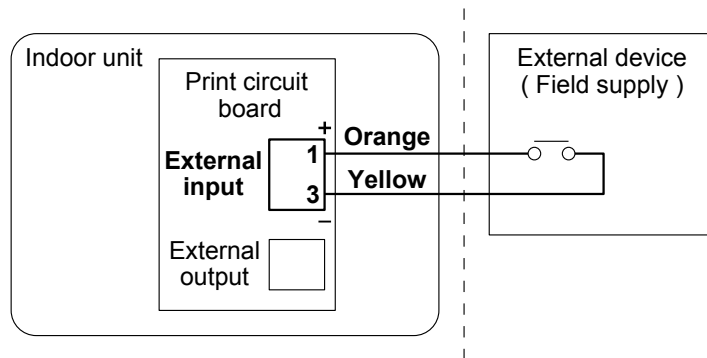 Indoor unit
Print circuit
board
+
External
input
1
Orange
3
Yellow
–
External
output
External device
( Field supply )